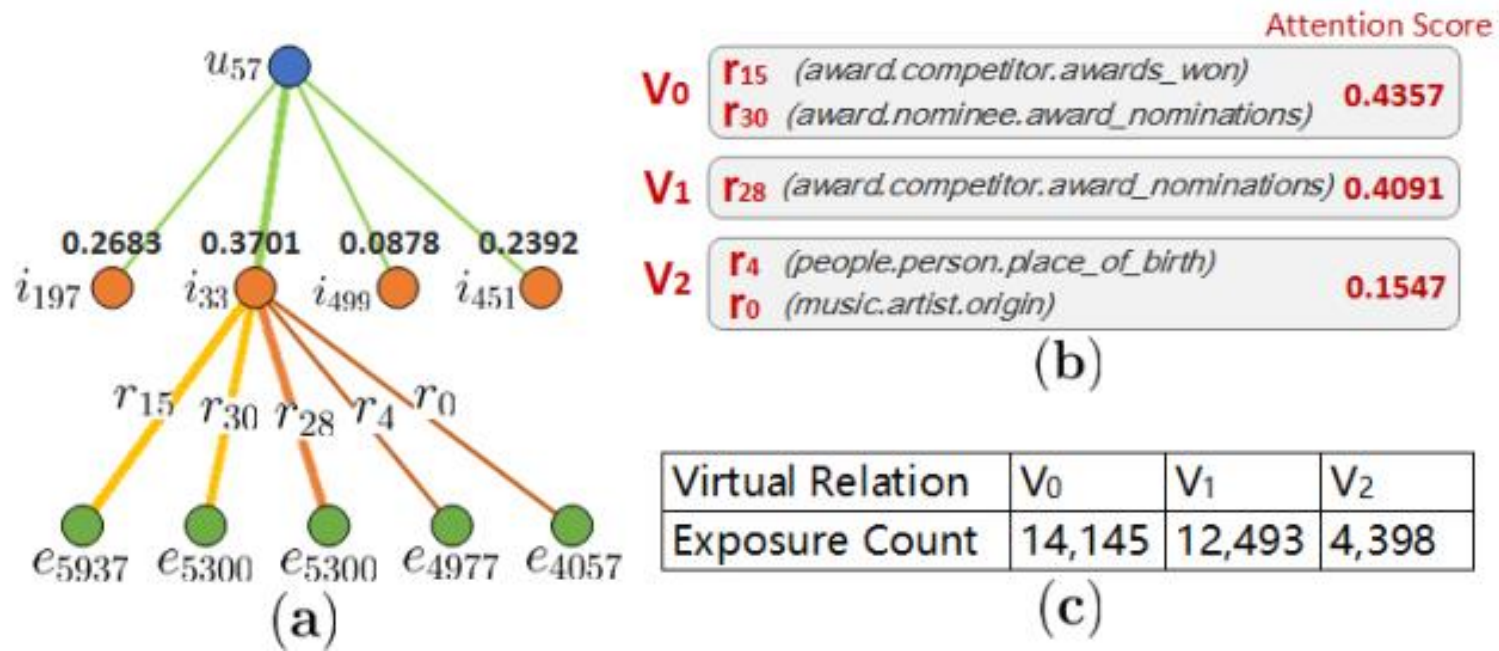 u57
0.2683 0.3701 0.0878 0.2392
i197 i33 i499 i451
r15 r30 r28 r4 r0
e5937 e5300 e5300 e4977 e4057
(a)
Attention Score
V0 r15 (award.competitor.awards_won) 0.4357
r30 (award.nominee.award_nominations)
V1 r28 (award.competitor.award_nominations) 0.4091
V2 r4 (people.person.place_of_birth) 0.1547
r0 (music.artist.origin)
(b)
Virtual Relation V0 V1 V2
Exposure Count 14,145 12,493 4,398
(c)